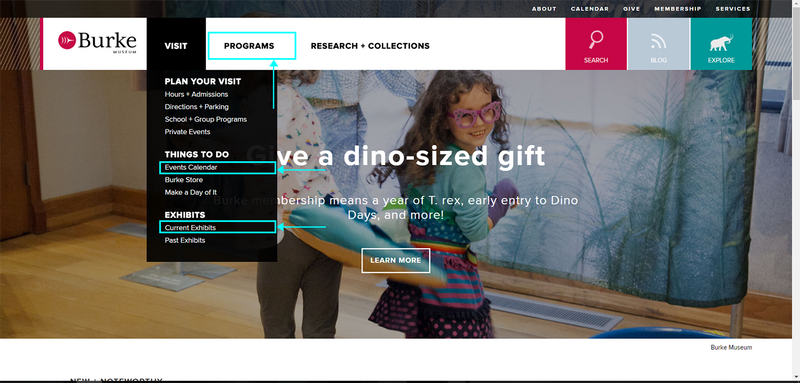 ABOUT CALENDAR GIVE MEMBERSHIP SERVICES
Burke
MUSEUM
VISIT PROGRAMS RESEARCH + COLLECTIONS
SEARCH BLOG EXPLORE
PLAN YOUR VISIT
Hours + Admissions
Directions + Parking
School + Group Programs
Private Events
THINGS TO DO
Events Calendar
Burke Store
Make a Day of It
EXHIBITS
Current Exhibits
Past Exhibits
Give a dino-sized gift
Burke membership means a year of T. rex, early entry to Dino
Days, and more!
LEARN MORE
Burke Museum
NEW + NOTEWORTHY